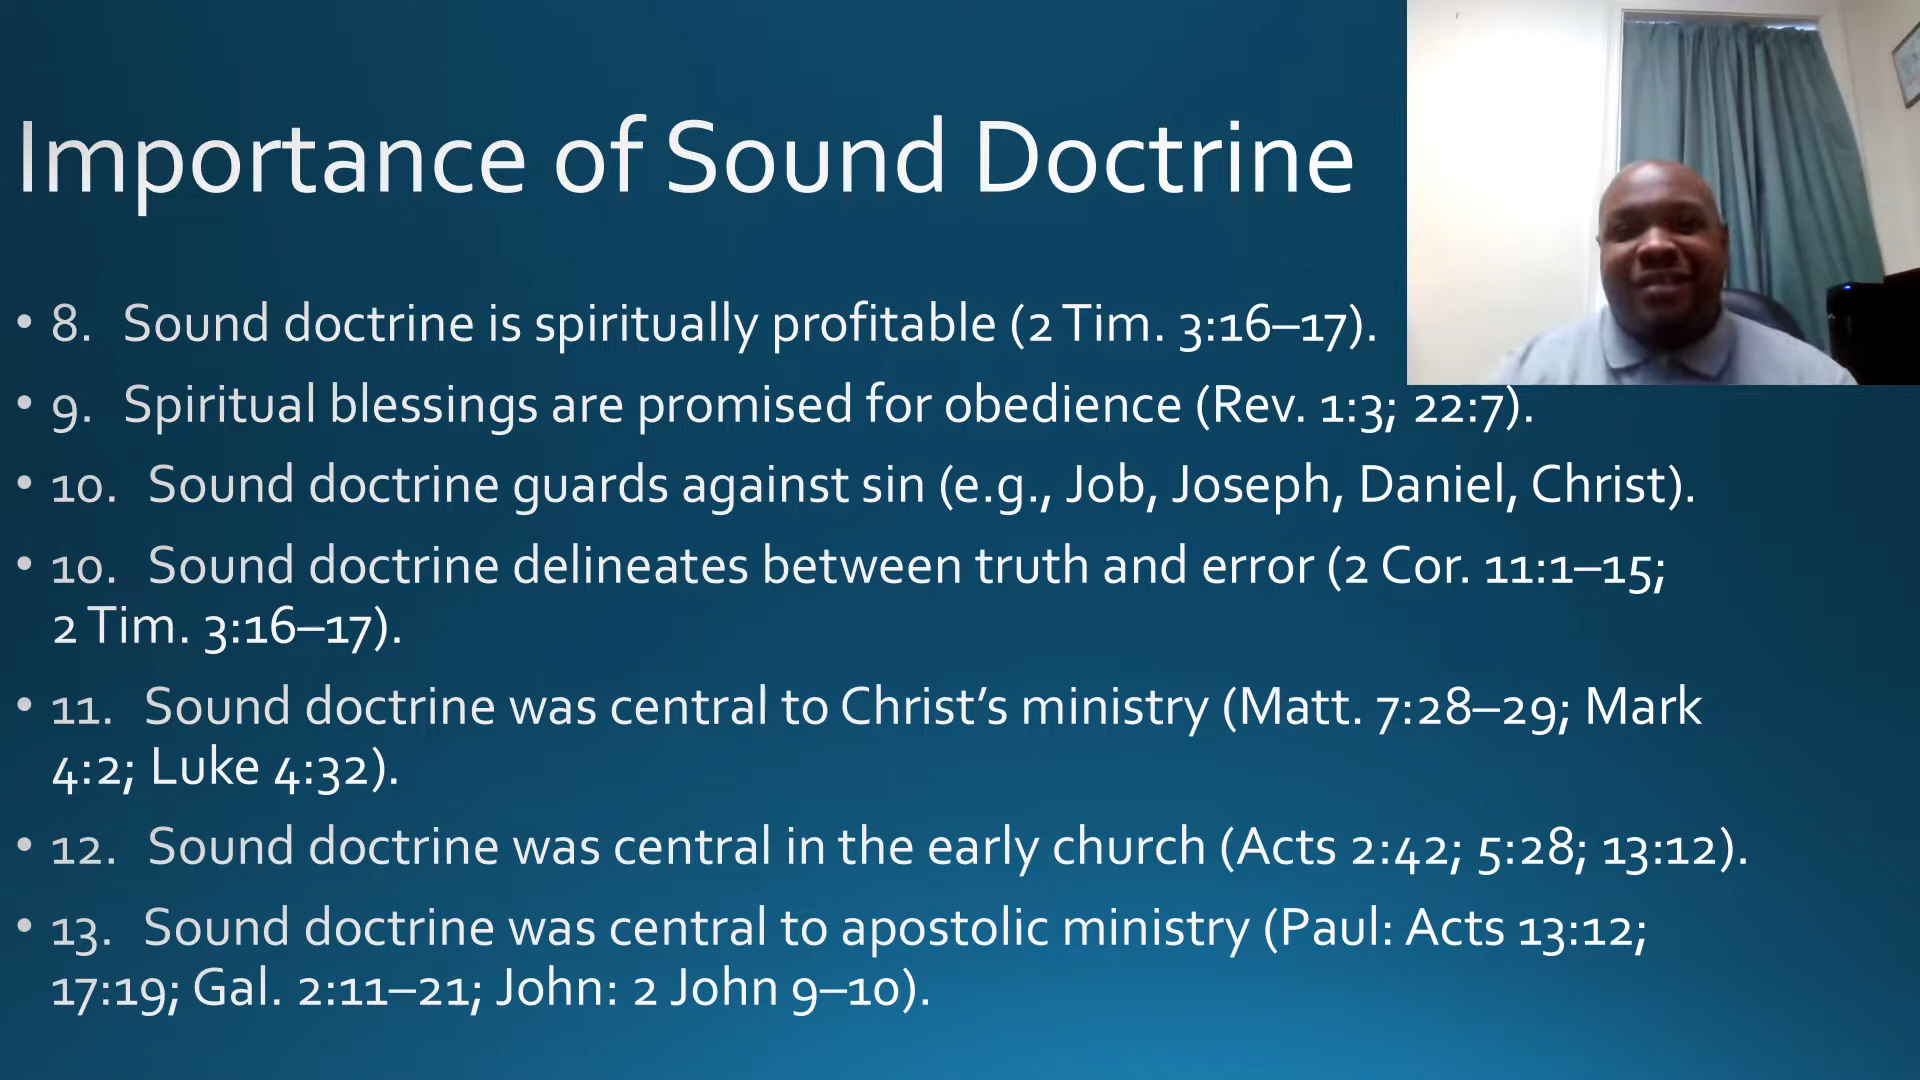 Importance of Sound Doctrine
• 8. Sound doctrine is spiritually profitable (2 Tim. 3:16–17).
• 9. Spiritual blessings are promised for obedience (Rev. 1:3; 22:7).
• 10. Sound doctrine guards against sin (e.g., Job, Joseph, Daniel, Christ).
• 10. Sound doctrine delineates between truth and error (2 Cor. 11:1–15;
2 Tim. 3:16–17).
• 11. Sound doctrine was central to Christ’s ministry (Matt. 7:28–29; Mark
4:2; Luke 4:32).
• 12. Sound doctrine was central in the early church (Acts 2:42; 5:28; 13:12).
• 13. Sound doctrine was central to apostolic ministry (Paul: Acts 13:12;
17:19; Gal. 2:11–21; John: 2 John 9–10).